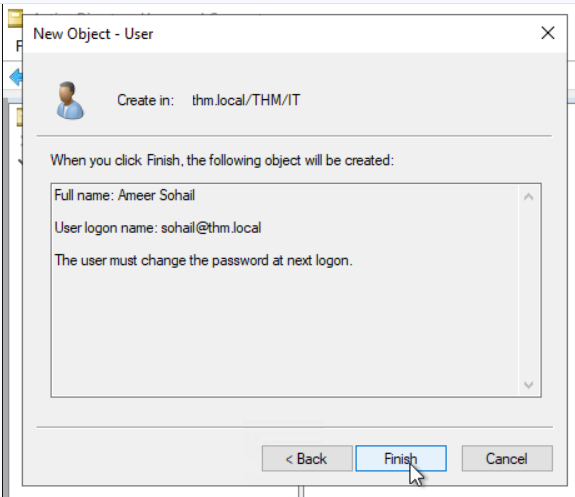 New Object - User
Create in: thm.local/THM/IT
When you click Finish, the following object will be created:
Full name: Ameer Sohail
User logon name: sohail@thm.local
The user must change the password at next logon.
< Back
Finish
Cancel